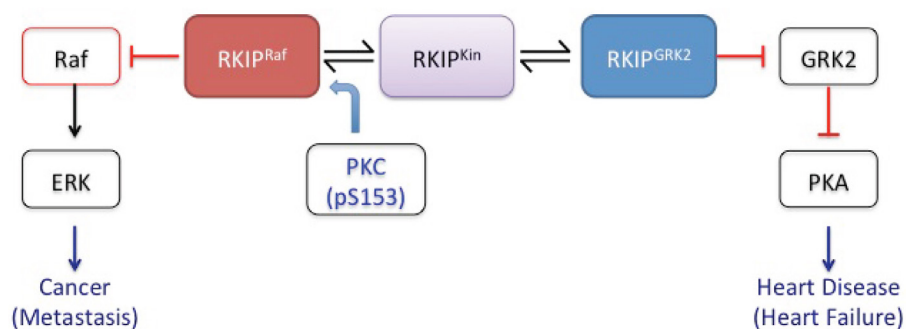 Raf
RKIPRaf
RKIPKin
RKIPGRK2
GRK2
ERK
PKC
(pS153)
PKA
Cancer
(Metastasis)
Heart Disease
(Heart Failure)